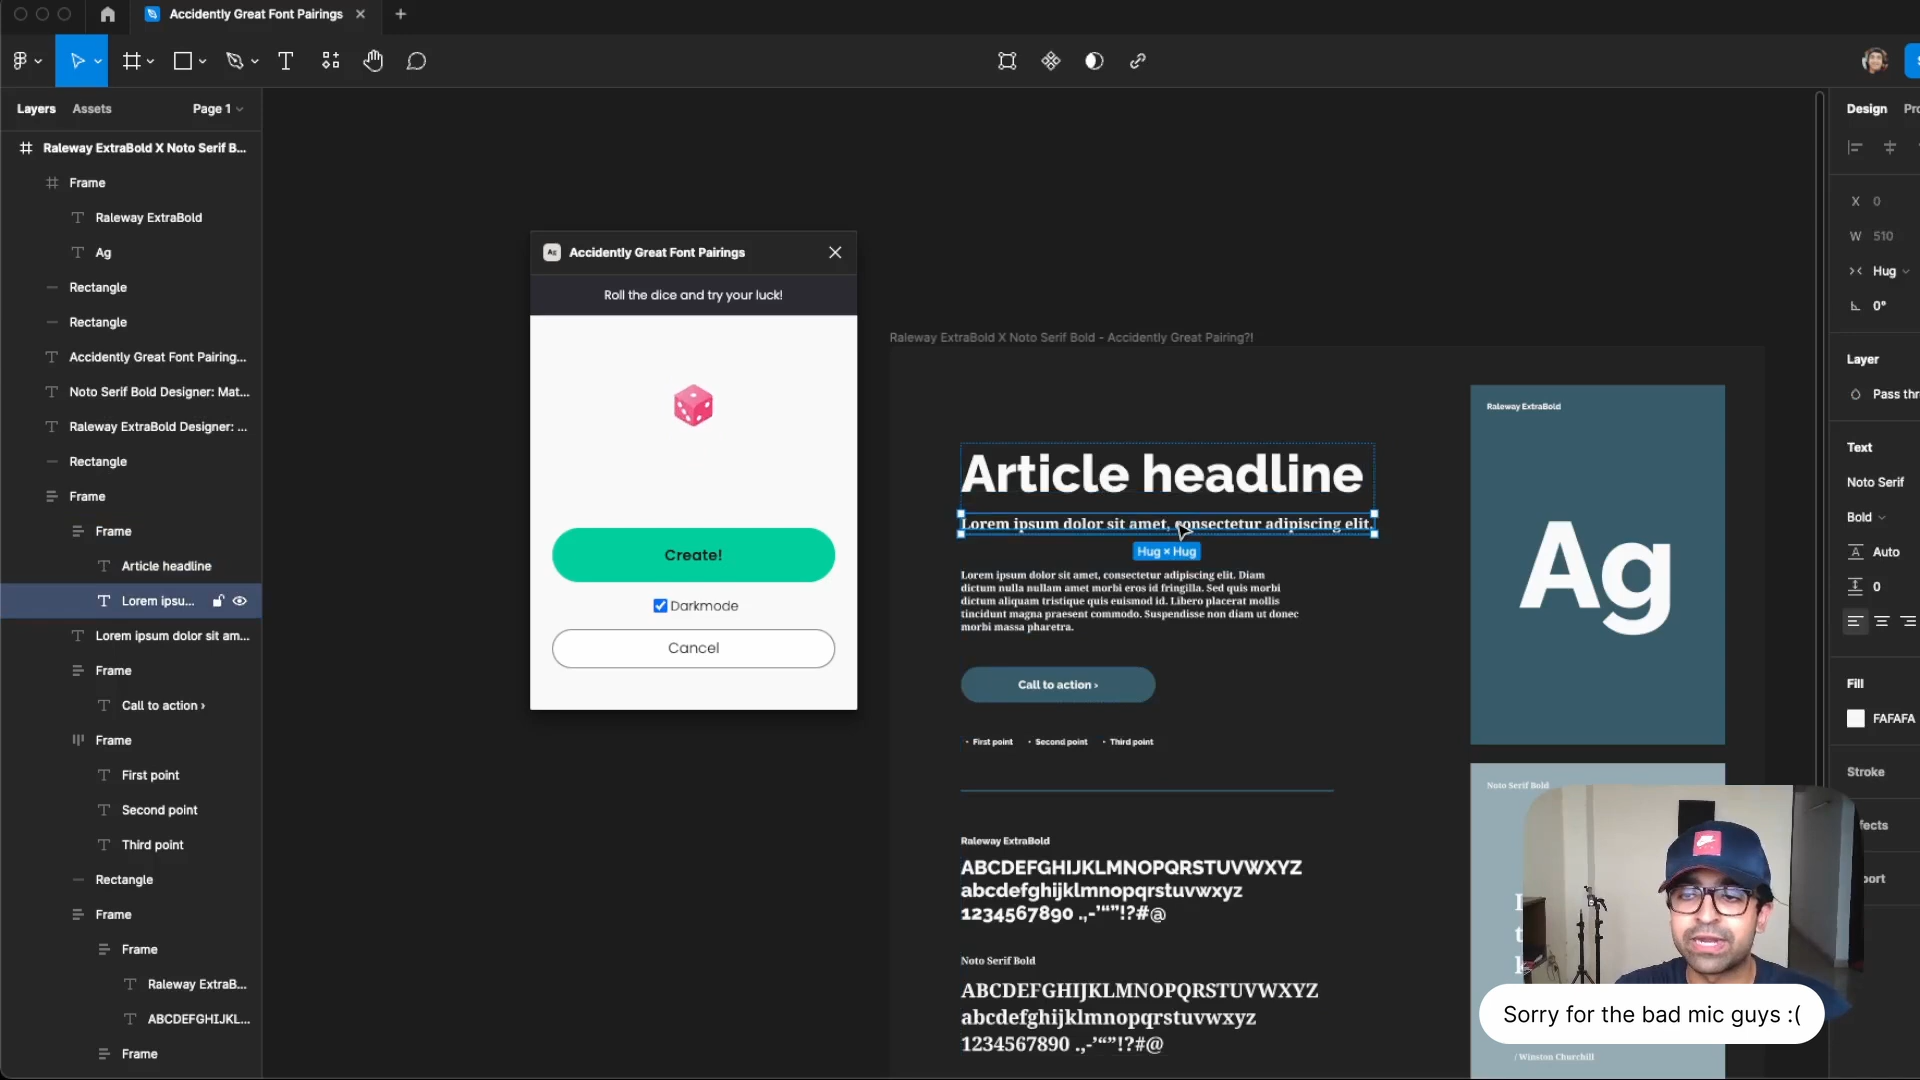 Accidently Great Font Pairings
Layers
Assets
Page 1
Raleway ExtraBold X Noto Serif B...
Frame
Raleway ExtraBold
Ag
Rectangle
Rectangle
Accidently Great Font Pairing...
Noto Serif Bold Designer: Mat...
Raleway ExtraBold Designer: ...
Rectangle
Frame
Frame
Article headline
Lorem ipsu...
Lorem ipsum dolor sit am...
Frame
Call to action ›
Frame
First point
Second point
Third point
Rectangle
Frame
Frame
Raleway ExtraB...
ABCDEFGHIJKL...
Frame
Accidently Great Font Pairings
Roll the dice and try your luck!
Create!
Darkmode
Cancel
Raleway ExtraBold X Noto Serif Bold - Accidently Great Pairing?!
Article headline
Lorem ipsum dolor sit amet, consectetur adipiscing elit.
Hug × Hug
Lorem ipsum dolor sit amet, consectetur adipiscing elit. Diam
dictum nulla nullam amet morbi eros id fringilla. Sed quis morbi
dictum aliquam tristique quis euismod id. Libero placerat mollis
tincidunt magna praesent commodo. Suspendisse non diam ut donec
morbi massa pharetra.
Call to action ›
• First point
• Second point
• Third point
Raleway ExtraBold
ABCDEFGHIJKLMNOPQRSTUVWXYZ
abcdefghijklmnopqrstuvwxyz
1234567890 .,-’“”!?#@
Noto Serif Bold
ABCDEFGHIJKLMNOPQRSTUVWXYZ
abcdefghijklmnopqrstuvwxyz
1234567890 .,-’“”!?#@
Raleway ExtraBold
Ag
Noto Serif Bold
/ Winston Churchill
Sorry for the bad mic guys :(
Design
Pro
X 0
W 510
Hug
0°
Layer
Pass thr
Text
Noto Serif
Bold
Auto
0
Fill
FAFAFA
Stroke
fects
port